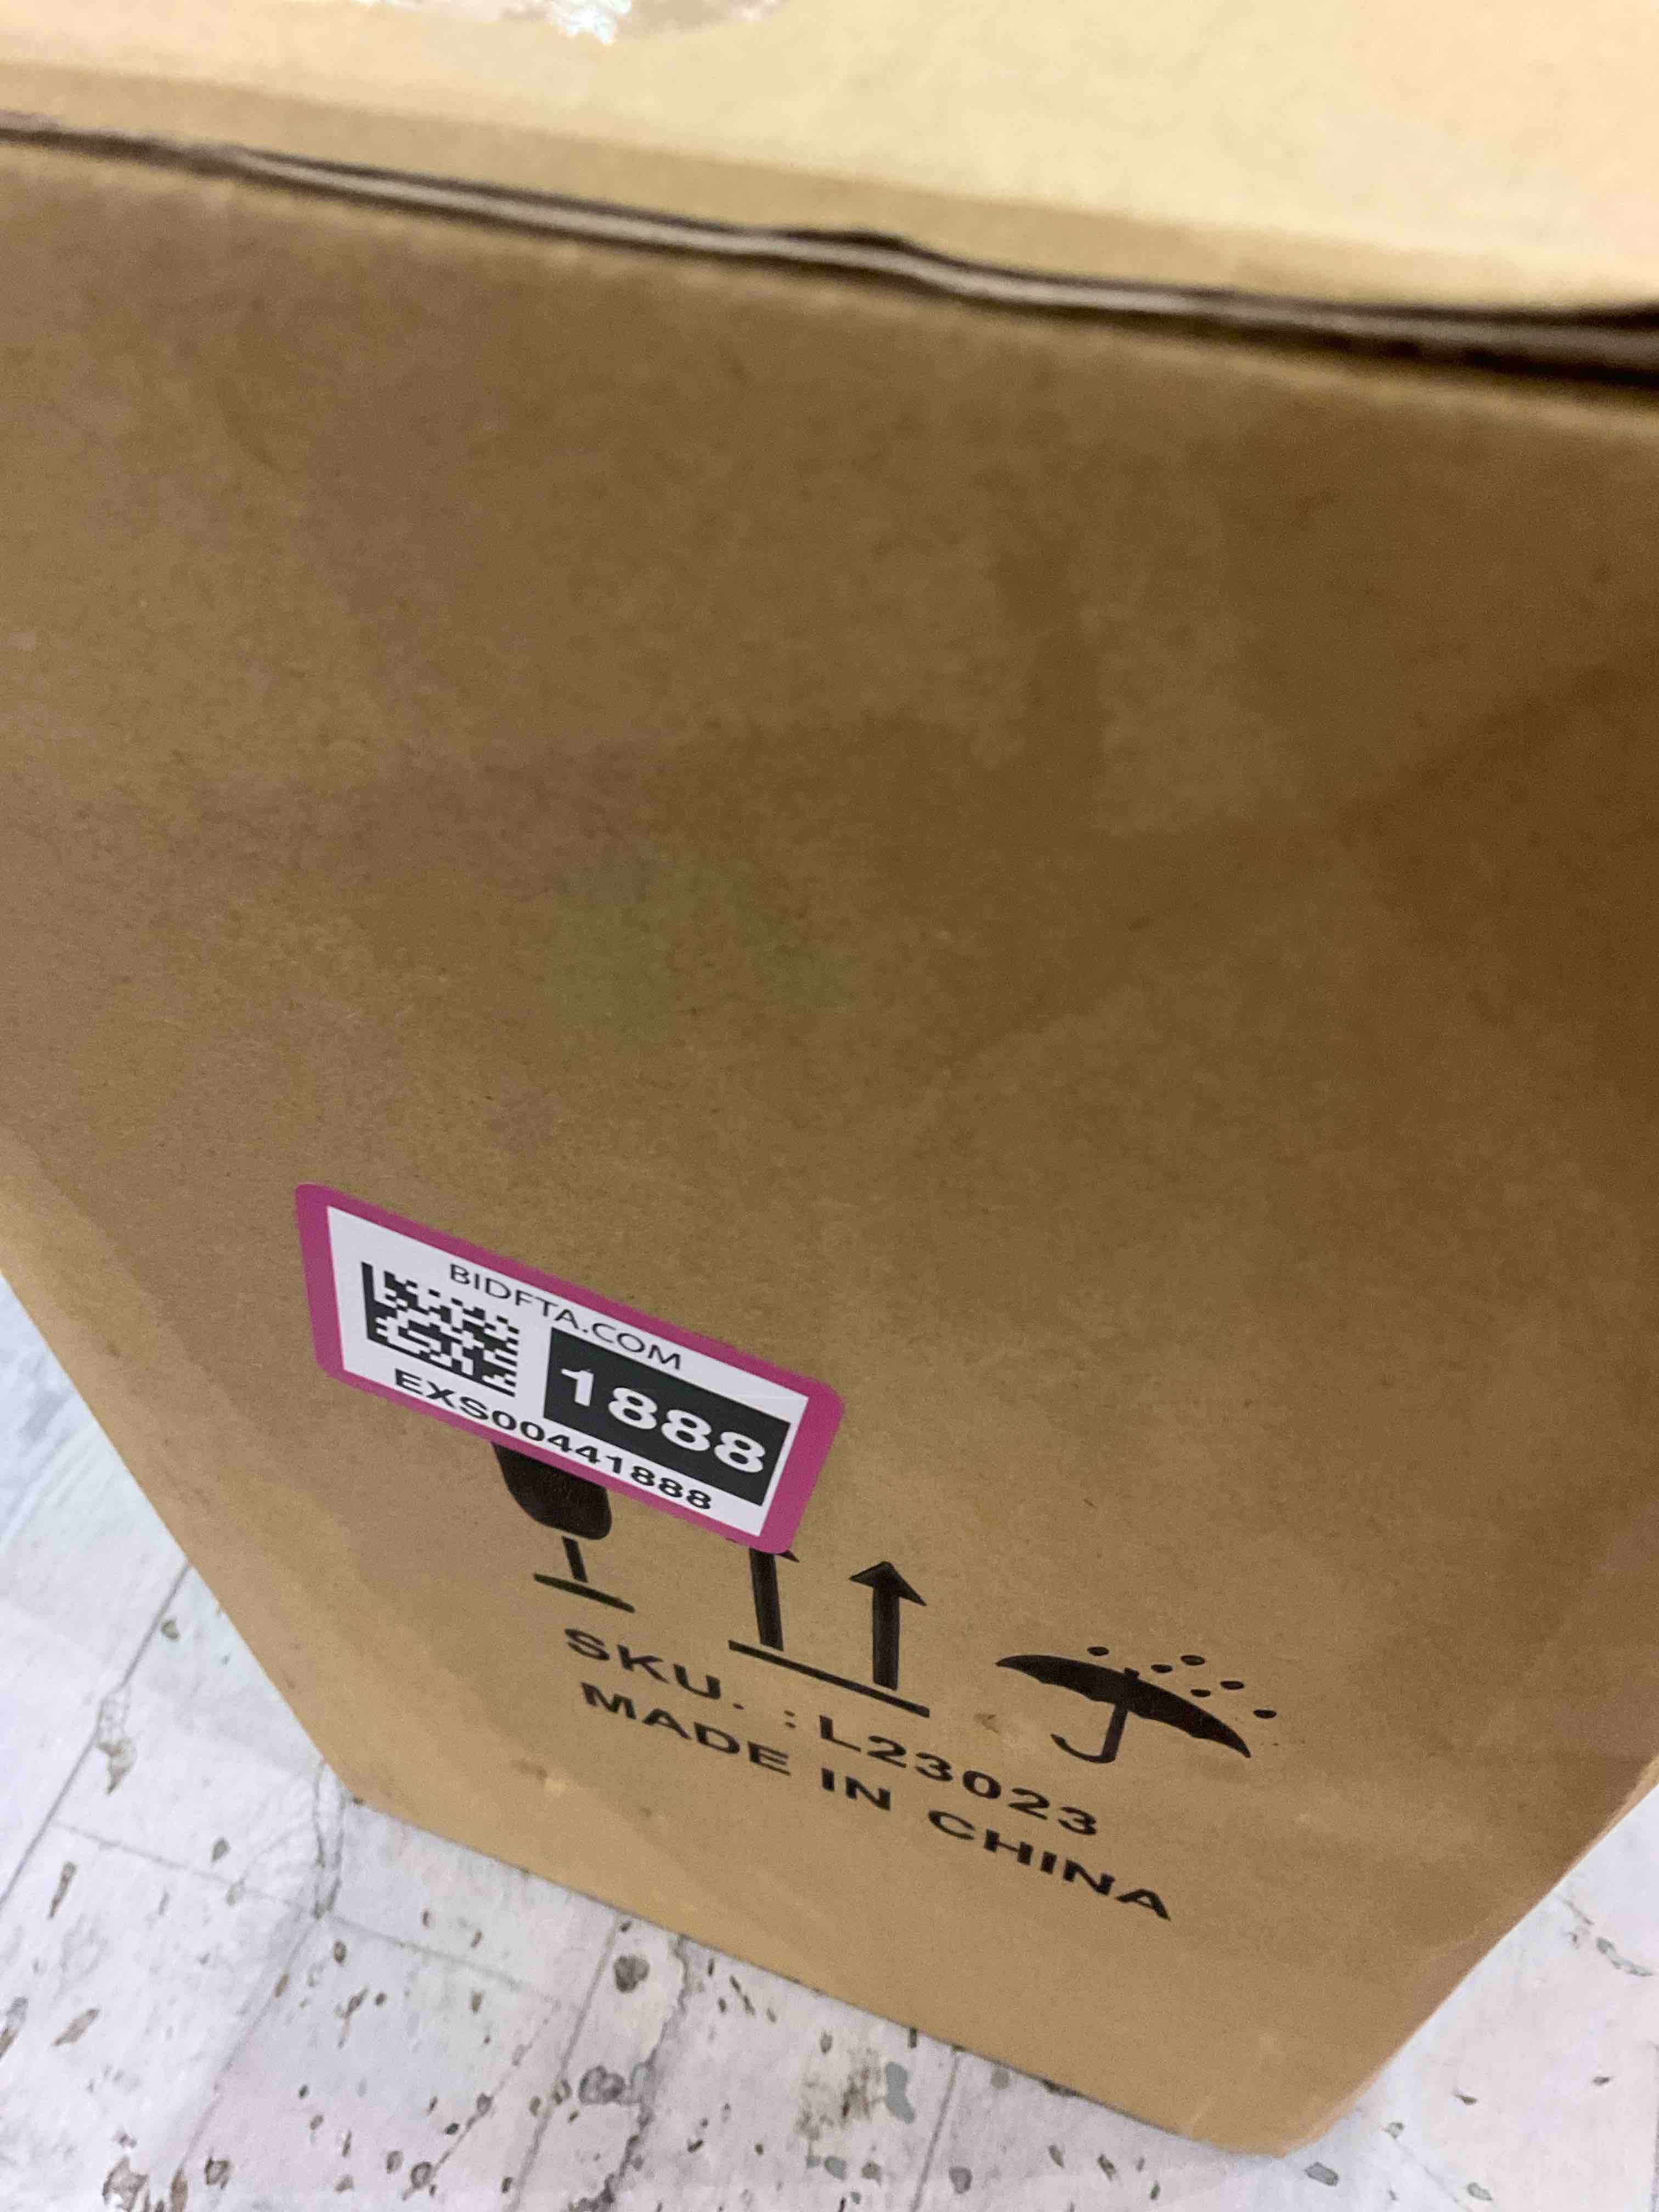 BIDFTA.COM
1888
EXS00441888
SKU. : L23023
MADE IN CHINA